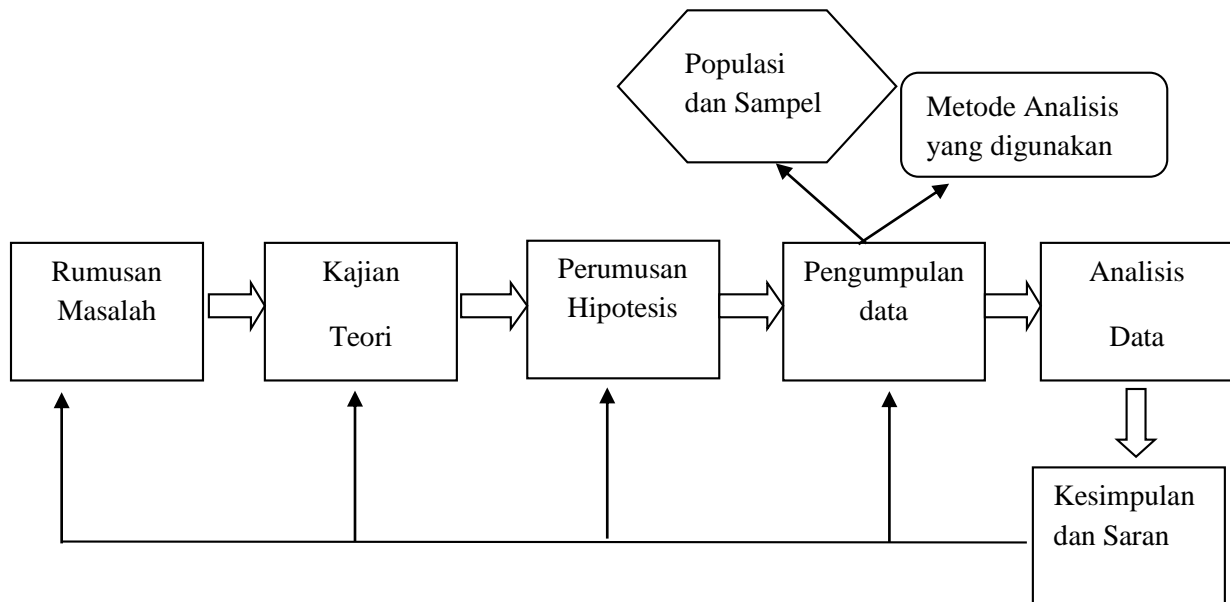 Populasi
dan Sampel
Metode Analisis
yang digunakan
Rumusan
Masalah
Kajian
Teori
Perumusan
Hipotesis
Pengumpulan
data
Analisis
Data
Kesimpulan
dan Saran